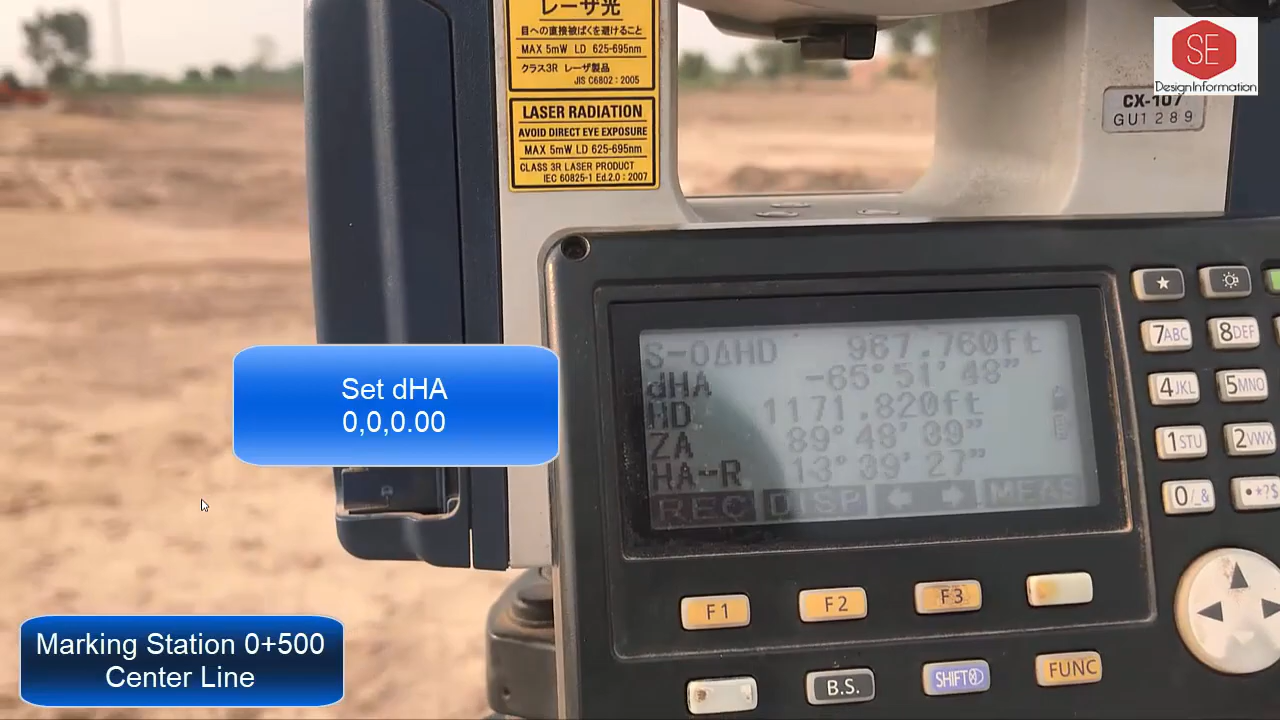 レーザ光
目への直接被ばくを避けること
MAX 5mW LD 625-695nm
クラス3R レーザ製品
JIS C6802 : 2005
LASER RADIATION
AVOID DIRECT EYE EXPOSURE
MAX 5mW LD 625-695nm
CLASS 3R LASER PRODUCT
IEC 60825-1 Ed.2.0 : 2007
SE
DesignInformation
CX-107
GU1289
S-OΔHD 967.760ft
dHA -65°51'48"
HD 1171.820ft
ZA 89°49'09"
HA-R 13°09'27"
REC DISP ← → MEAS
Set dHA
0,0,0.00
Marking Station 0+500
Center Line
7ABC 8DEF
4JKL 5MNO
1STU 2VWX
0/_& •*?$
F1 F2 F3
B.S. SHIFT FUNC